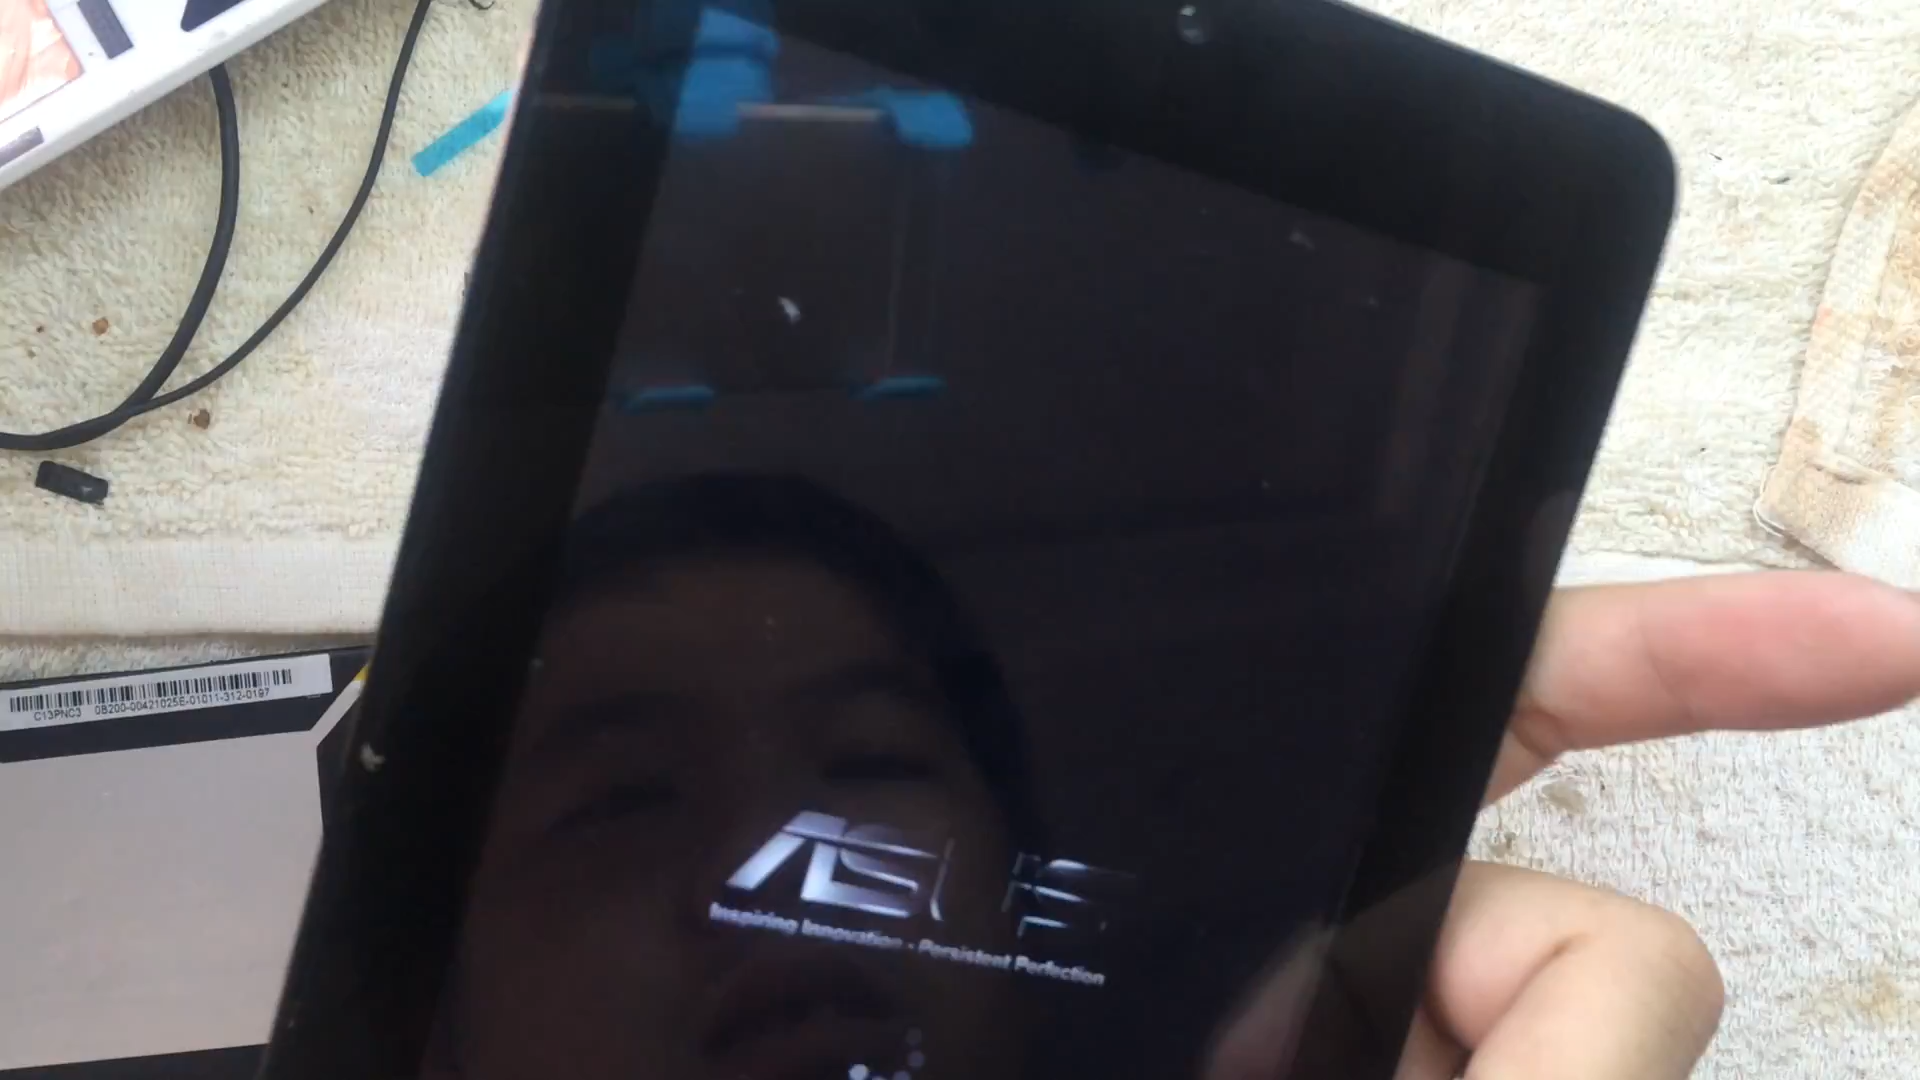 C13PNC3 0B200-00421025E-01011-312-0197
ASUS
Inspiring Innovation - Persistent Perfection